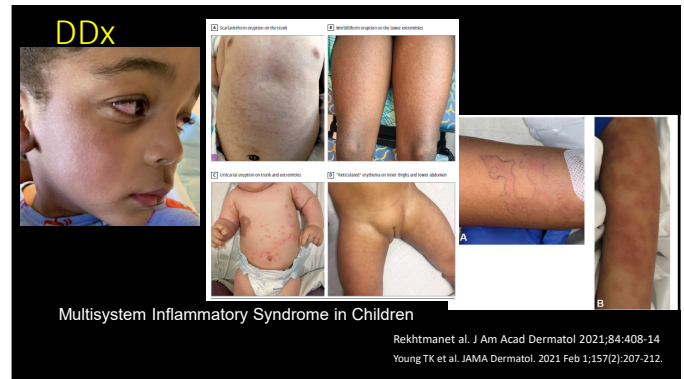 DDx
A Scarlatiniform eruption on the trunk
B Morbilliform eruption on the lower extremities
C Urticarial eruption on trunk and extremities
D "Reticulated" erythema on inner thighs and lower abdomen
A
B
Multisystem Inflammatory Syndrome in Children
Rekhtmanet al. J Am Acad Dermatol 2021;84:408-14
Young TK et al. JAMA Dermatol. 2021 Feb 1;157(2):207-212.